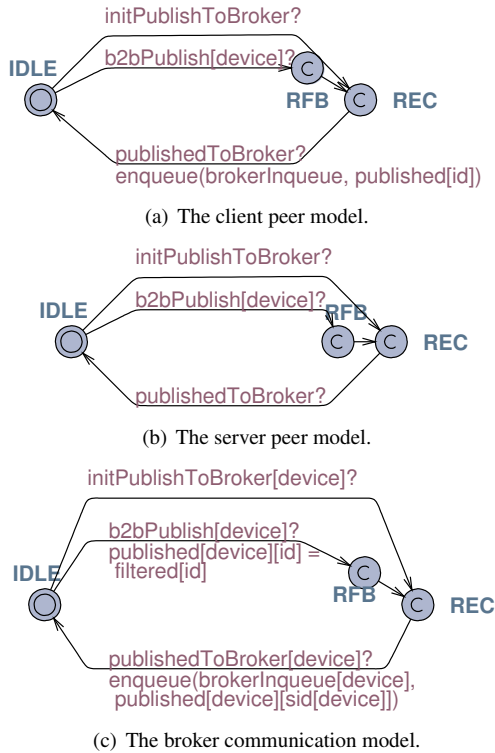 initPublishToBroker?
b2bPublish[device]?
IDLE
C
RFB
C
REC
publishedToBroker?
enqueue(brokerInqueue, published[id])
(a) The client peer model.
initPublishToBroker?
IDLE
b2bPublish[device]?
RFB
C
C
REC
publishedToBroker?
(b) The server peer model.
initPublishToBroker[device]?
b2bPublish[device]?
published[device][id] =
filtered[id]
IDLE
C
RFB
C
REC
publishedToBroker[device]?
enqueue(brokerInqueue[device],
published[device][sid[device]])
(c) The broker communication model.